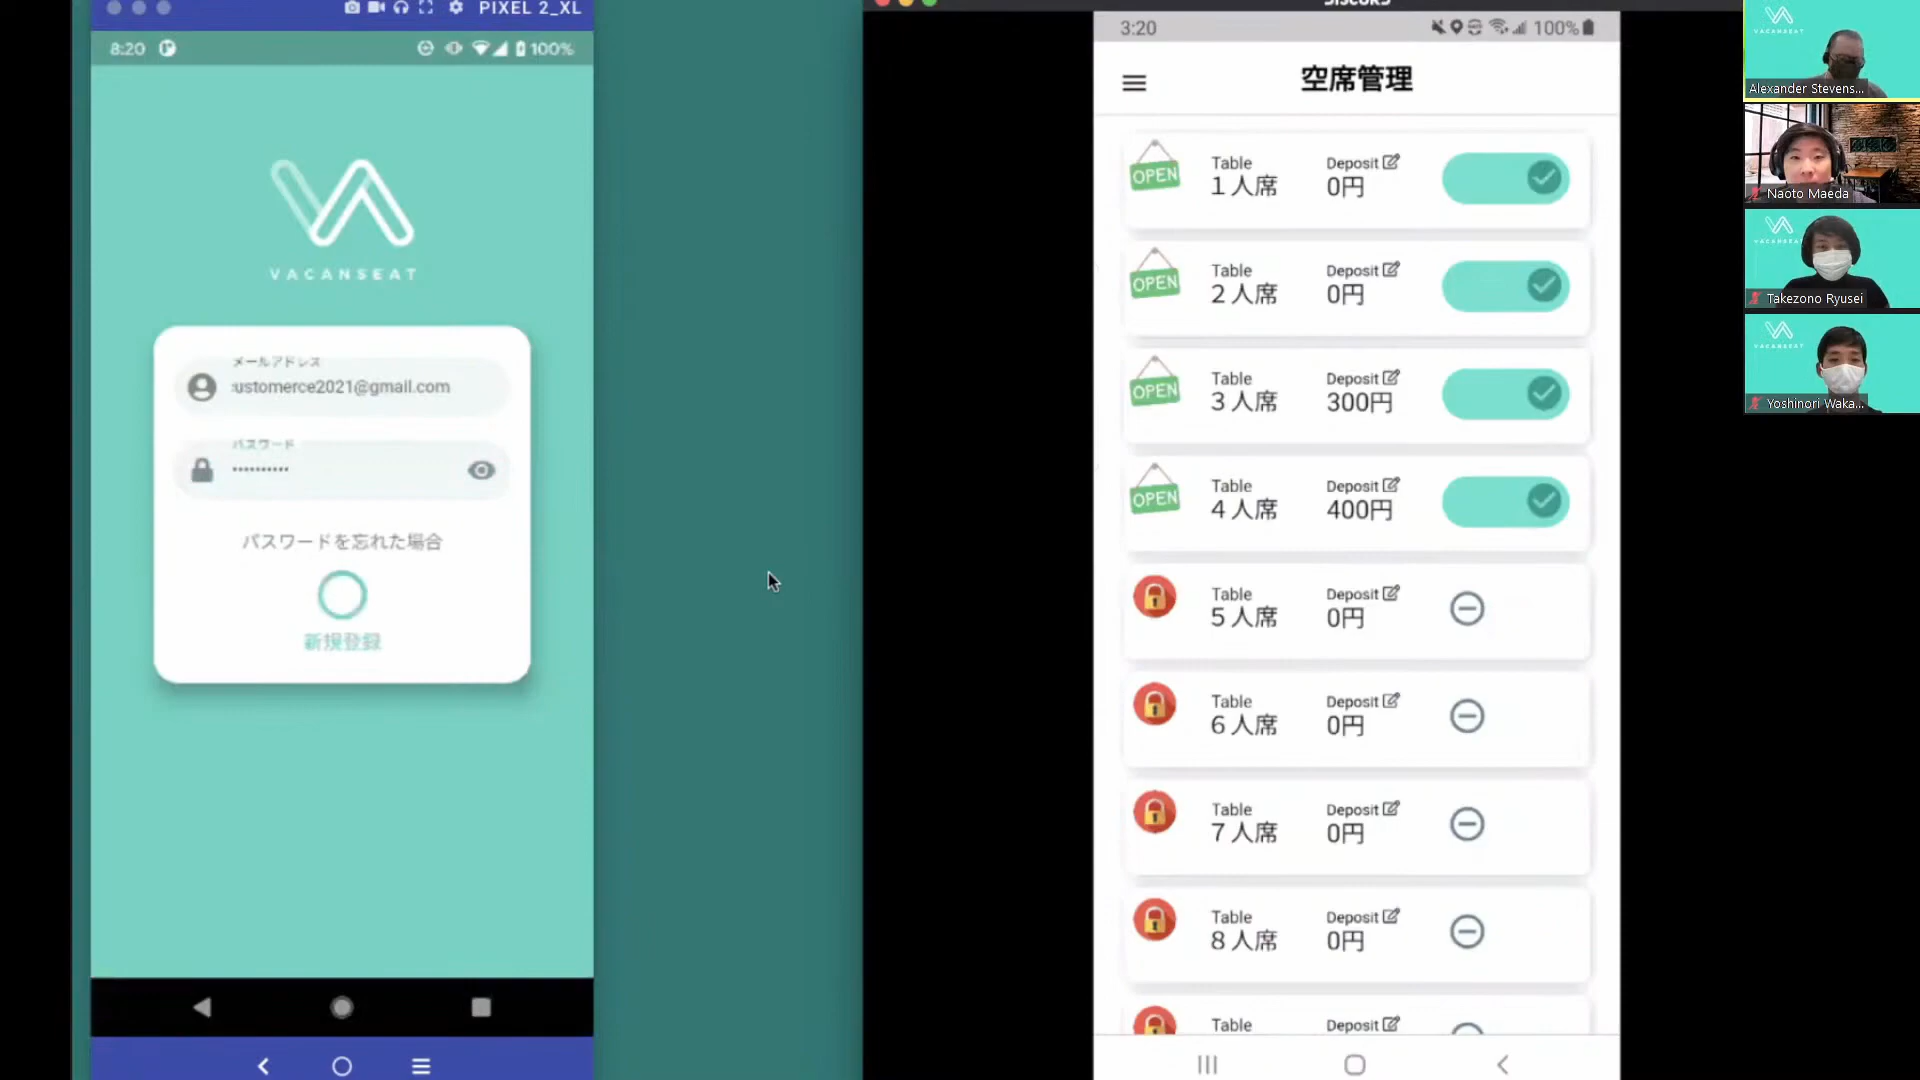 PIXEL 2_XL
8:20
100%
VACANSEAT
メールアドレス
ustomerce2021@gmail.com
パスワード
••••••••••
パスワードを忘れた場合
新規登録
3:20
100%
空席管理
OPEN
Table
1人席
Deposit
0円
OPEN
Table
2人席
Deposit
0円
OPEN
Table
3人席
Deposit
300円
OPEN
Table
4人席
Deposit
400円
Table
5人席
Deposit
0円
Table
6人席
Deposit
0円
Table
7人席
Deposit
0円
Table
8人席
Deposit
0円
Table
Deposit
VACANSEAT
Alexander Stevens...
Naoto Maeda
VACANSEAT
Takezono Ryusei
VACANSEAT
Yoshinori Waka...